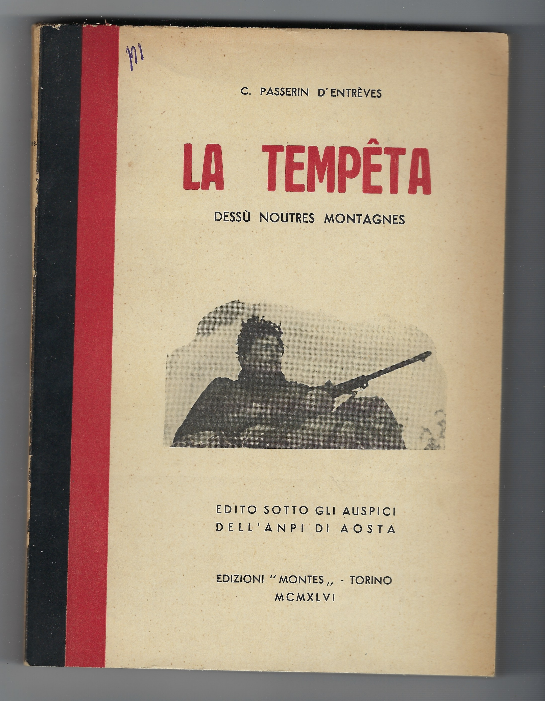 C. PASSERIN D'ENTRÈVES
LA TEMPÊTA
DESSÙ NOUTRES MONTAGNES
EDITO SOTTO GLI AUSPICI
DELL'ANPI DI AOSTA
EDIZIONI "MONTES„ - TORINO
MCMXLVI